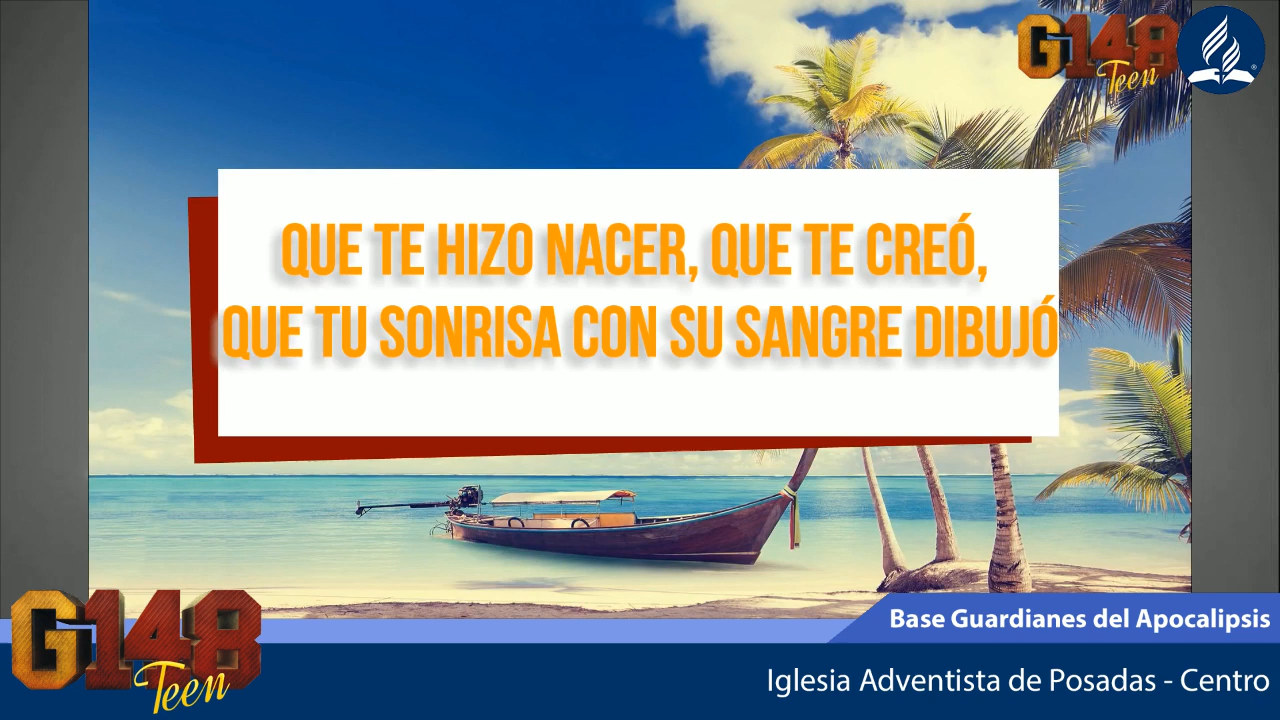 G148
Teen
QUE TE HIZO NACER, QUE TE CREÓ,
QUE TU SONRISA CON SU SANGRE DIBUJÓ
G148
Teen
Base Guardianes del Apocalipsis
Iglesia Adventista de Posadas - Centro